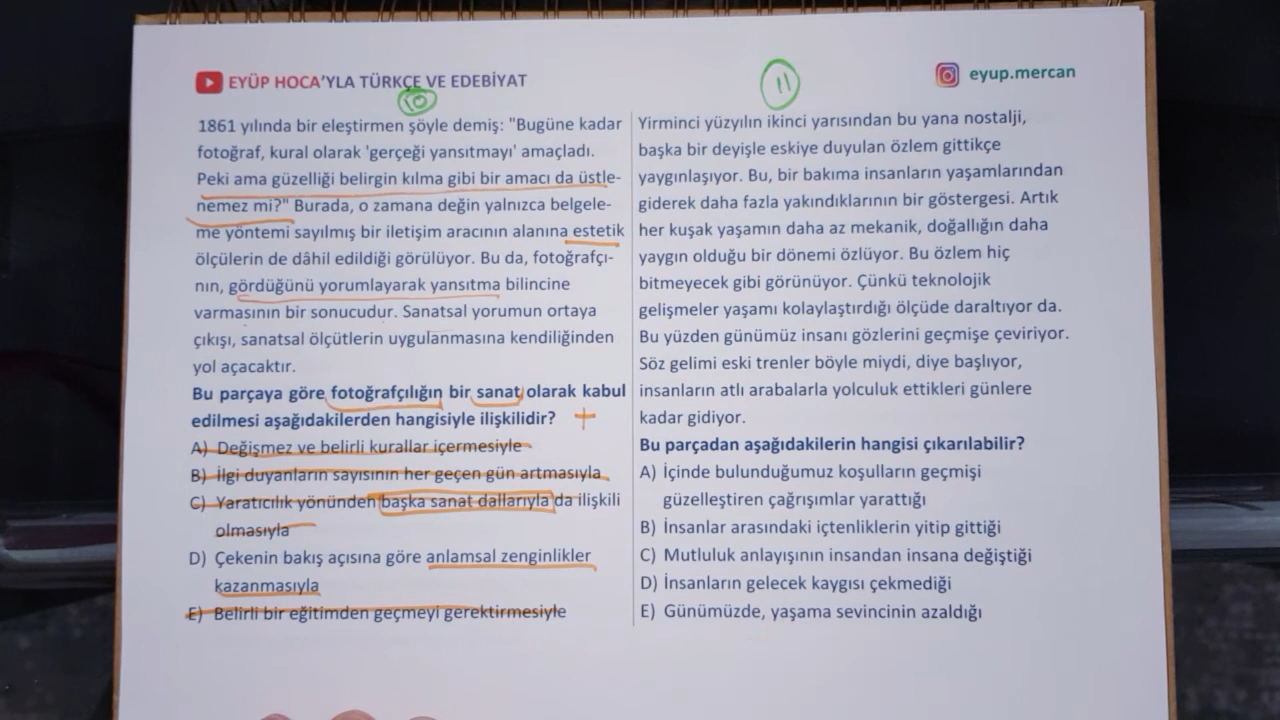 EYÜP HOCA'YLA TÜRKÇE VE EDEBİYAT
eyup.mercan
10
1861 yılında bir eleştirmen şöyle demiş: "Bugüne kadar
fotoğraf, kural olarak 'gerçeği yansıtmayı' amaçladı.
Peki ama güzelliği belirgin kılma gibi bir amacı da üstle-
nemez mi?" Burada, o zamana değin yalnızca belgele-
me yöntemi sayılmış bir iletişim aracının alanına estetik
ölçülerin de dâhil edildiği görülüyor. Bu da, fotoğrafçı-
nın, gördüğünü yorumlayarak yansıtma bilincine
varmasının bir sonucudur. Sanatsal yorumun ortaya
çıkışı, sanatsal ölçütlerin uygulanmasına kendiliğinden
yol açacaktır.
Bu parçaya göre fotoğrafçılığın bir sanat olarak kabul
edilmesi aşağıdakilerden hangisiyle ilişkilidir? +
A) Değişmez ve belirli kurallar içermesiyle
B) İlgi duyanların sayısının her geçen gün artmasıyla
C) Yaratıcılık yönünden başka sanat dallarıyla da ilişkili
olmasıyla
D) Çekenin bakış açısına göre anlamsal zenginlikler
kazanmasıyla
E) Belirli bir eğitimden geçmeyi gerektirmesiyle
11
Yirminci yüzyılın ikinci yarısından bu yana nostalji,
başka bir deyişle eskiye duyulan özlem gittikçe
yaygınlaşıyor. Bu, bir bakıma insanların yaşamlarından
giderek daha fazla yakındıklarının bir göstergesi. Artık
her kuşak yaşamın daha az mekanik, doğallığın daha
yaygın olduğu bir dönemi özlüyor. Bu özlem hiç
bitmeyecek gibi görünüyor. Çünkü teknolojik
gelişmeler yaşamı kolaylaştırdığı ölçüde daraltıyor da.
Bu yüzden günümüz insanı gözlerini geçmişe çeviriyor.
Söz gelimi eski trenler böyle miydi, diye başlıyor,
insanların atlı arabalarla yolculuk ettikleri günlere
kadar gidiyor.
Bu parçadan aşağıdakilerin hangisi çıkarılabilir?
A) İçinde bulunduğumuz koşulların geçmişi
güzelleştiren çağrışımlar yarattığı
B) İnsanlar arasındaki içtenliklerin yitip gittiği
C) Mutluluk anlayışının insandan insana değiştiği
D) İnsanların gelecek kaygısı çekmediği
E) Günümüzde, yaşama sevincinin azaldığı